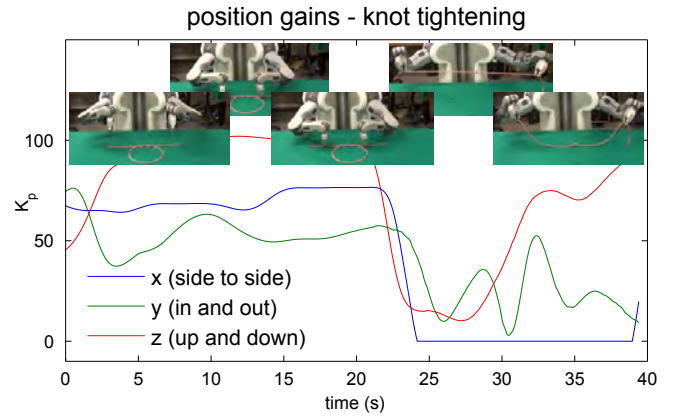 position gains - knot tightening
100
50
0
K_p
x (side to side)
y (in and out)
z (up and down)
0 5 10 15 20 25 30 35 40
time (s)